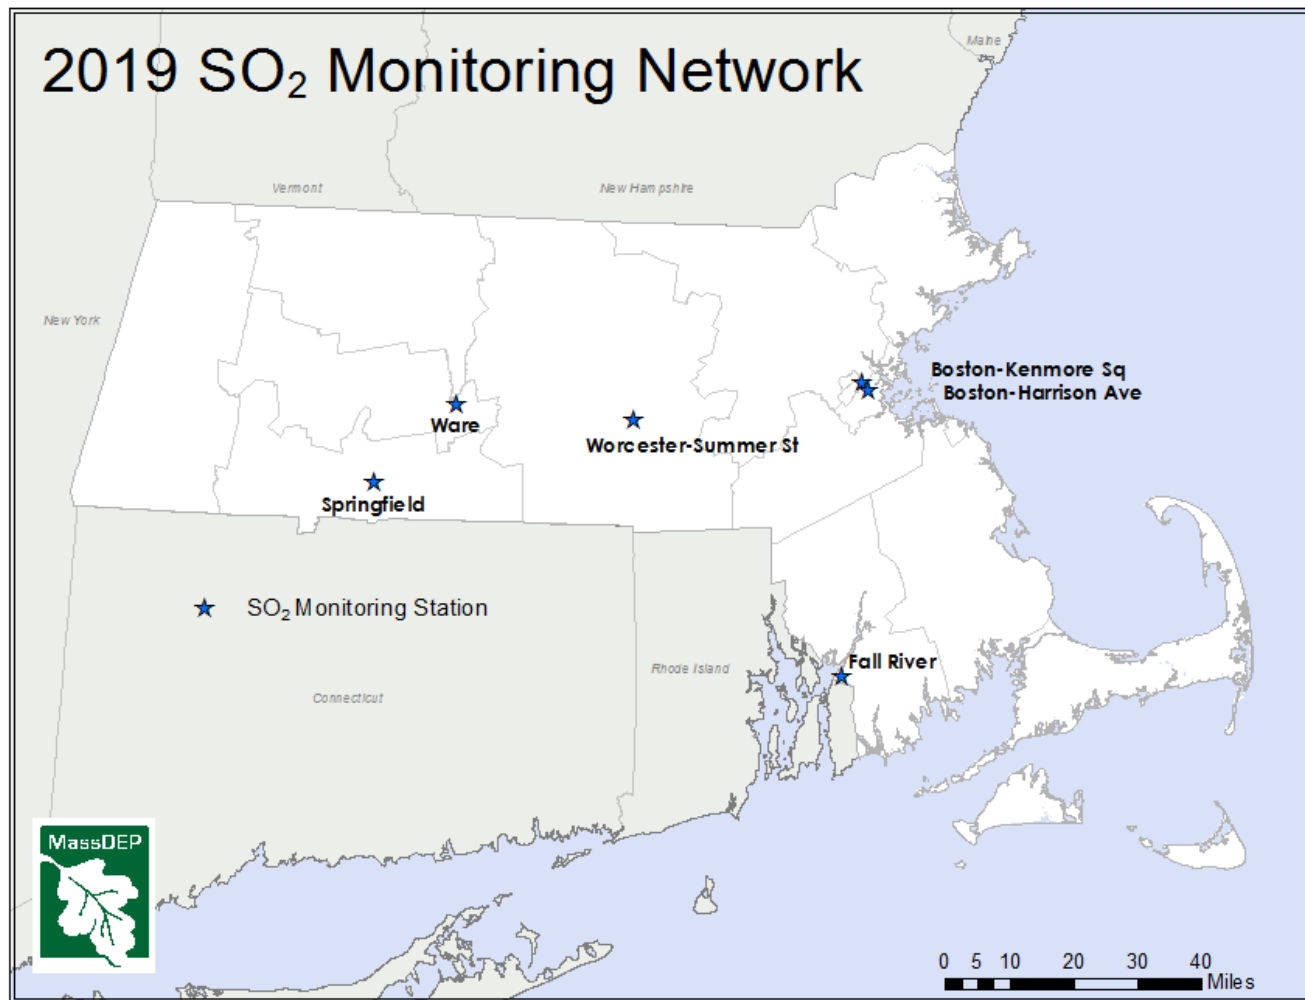 2019 SO₂ Monitoring Network
Maine
Vermont
New Hampshire
New York
Boston-Kenmore Sq
Boston-Harrison Ave
Ware
Worcester-Summer St
Springfield
SO₂ Monitoring Station
Fall River
Rhode Island
Connecticut
MassDEP
0 5 10 20 30 40
Miles